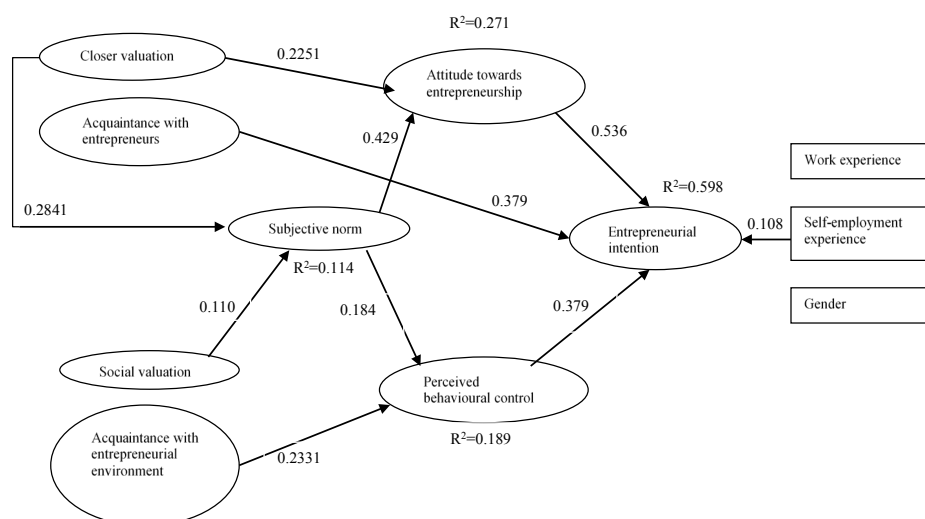 R²=0.271
Closer valuation
0.2251
Attitude towards
entrepreneurship
Acquaintance with
entrepreneurs
0.429
0.536
Work experience
0.379
R²=0.598
0.2841
Subjective norm
Entrepreneurial
intention
0.108
Self-employment
experience
R²=0.114
0.110
0.184
0.379
Gender
Social valuation
Perceived
behavioural control
Acquaintance with
entrepreneurial
environment
0.2331
R²=0.189